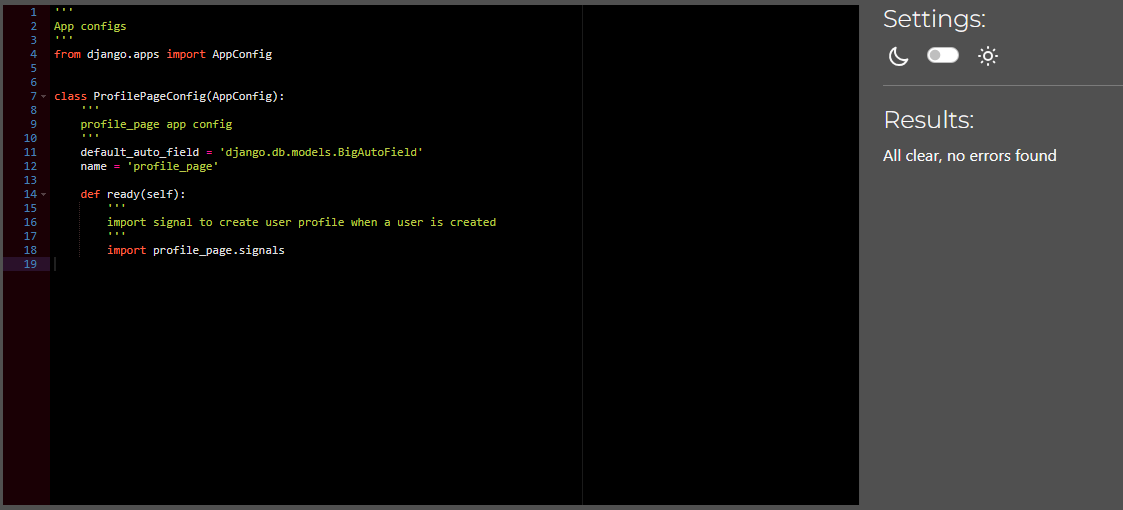 1 '''
2 App configs
3 '''
4 from django.apps import AppConfig
5
6
7 class ProfilePageConfig(AppConfig):
8     '''
9     profile_page app config
10     '''
11     default_auto_field = 'django.db.models.BigAutoField'
12     name = 'profile_page'
13
14     def ready(self):
15         '''
16         import signal to create user profile when a user is created
17         '''
18         import profile_page.signals
19
Settings:
Results:
All clear, no errors found